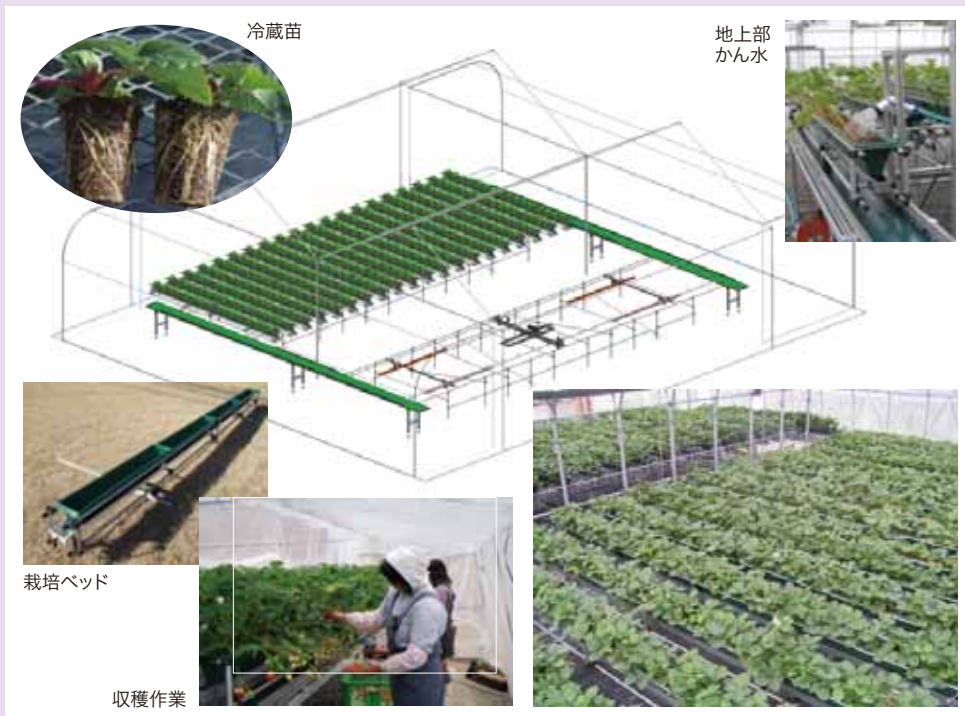 冷蔵苗
地上部
かん水
栽培ベッド
収穫作業